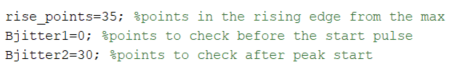 rise_points=35; %points in the rising edge from the max
Bjitter1=0; %points to check before the start pulse
Bjitter2=30; %points to check after peak start